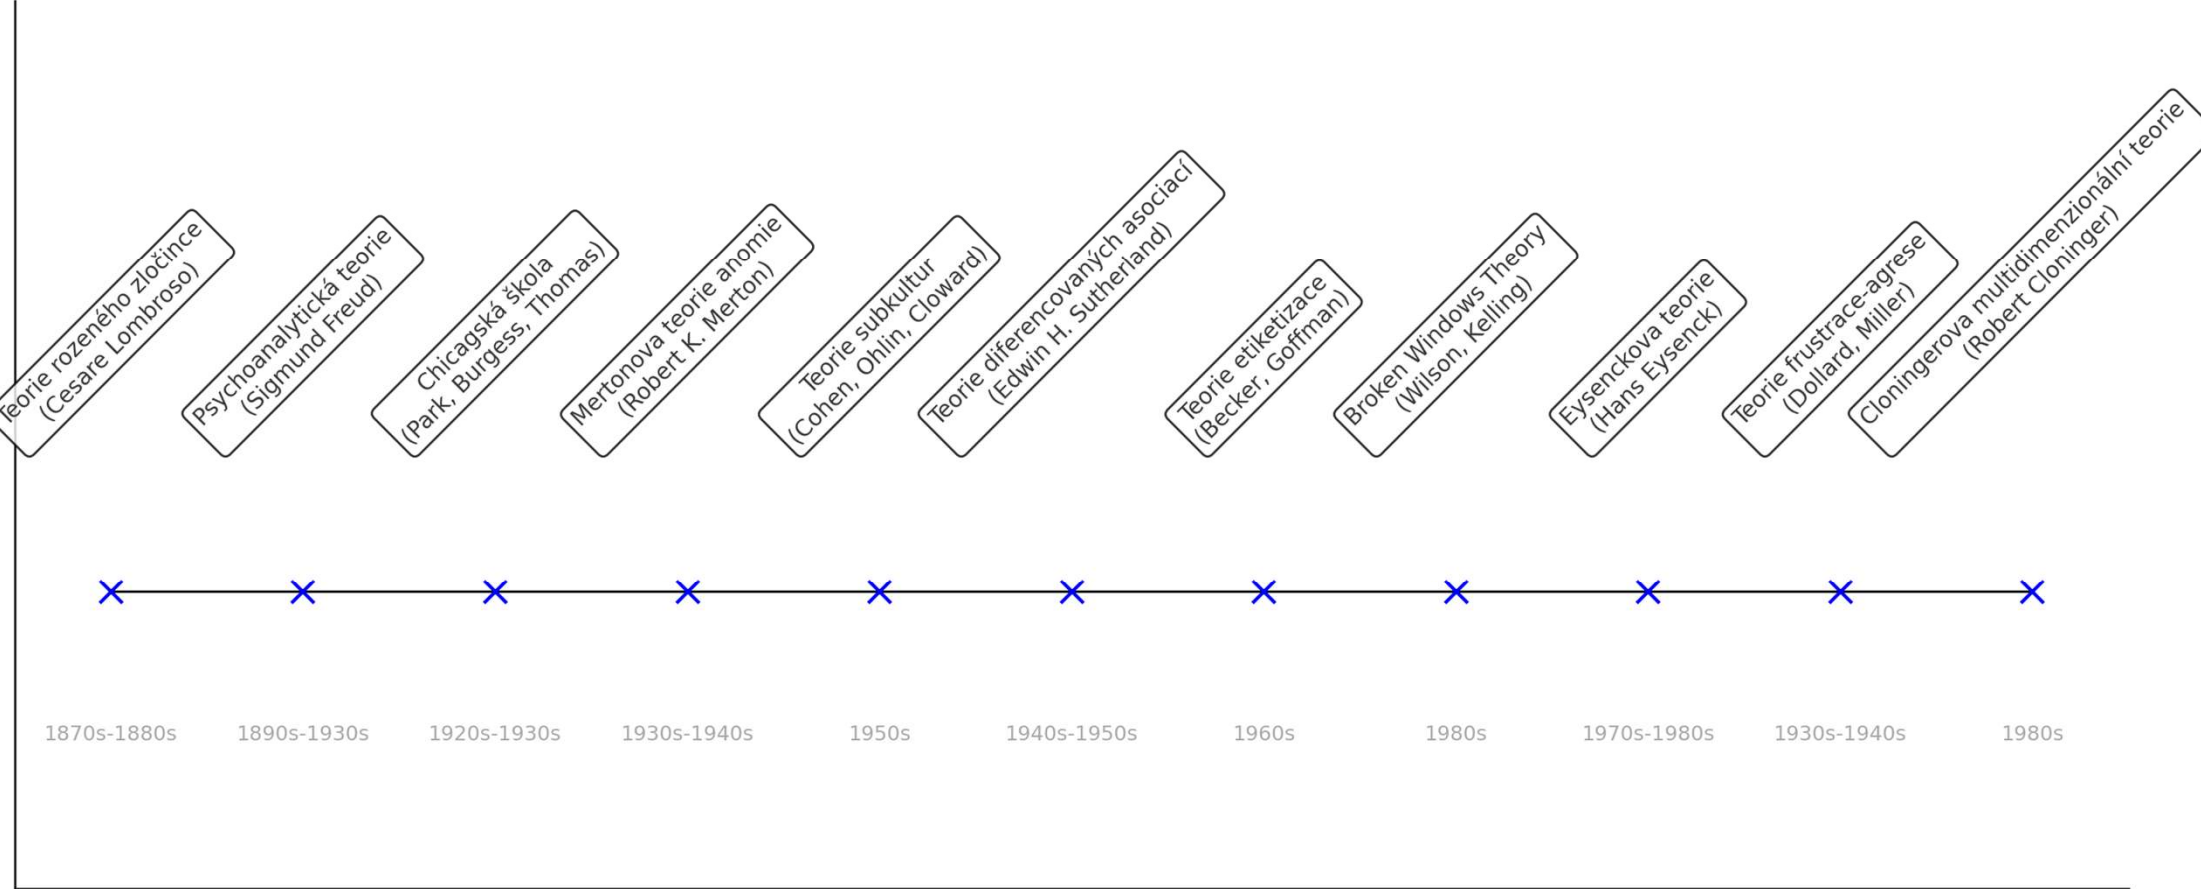 Teorie rozeného zločince
(Cesare Lombroso)
Psychoanalytická teorie
(Sigmund Freud)
Chicagská škola
(Park, Burgess, Thomas)
Mertonova teorie anomie
(Robert K. Merton)
Teorie subkultur
(Cohen, Ohlin, Cloward)
Teorie diferencovaných asociací
(Edwin H. Sutherland)
Teorie etiketizace
(Becker, Goffman)
Broken Windows Theory
(Wilson, Kelling)
Eysenckova teorie
(Hans Eysenck)
Teorie frustrace-agrese
(Dollard, Miller)
Cloningerova multidimenzionální teorie
(Robert Cloninger)
1870s-1880s
1890s-1930s
1920s-1930s
1930s-1940s
1950s
1940s-1950s
1960s
1980s
1970s-1980s
1930s-1940s
1980s